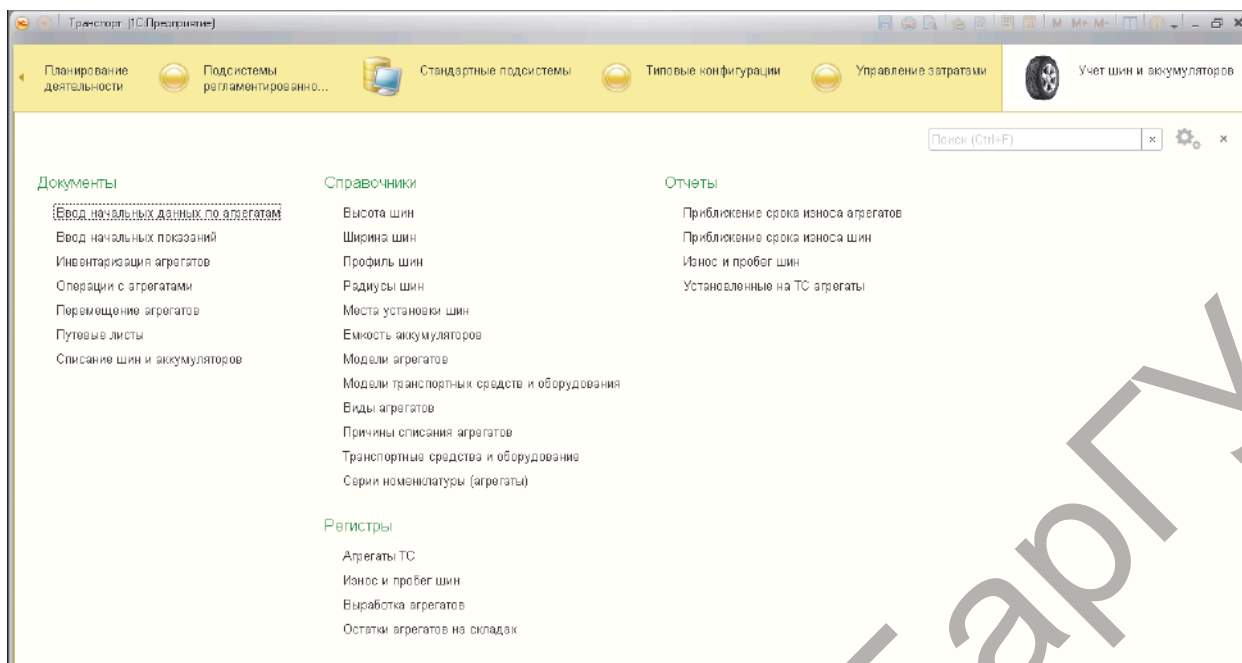 Транспорт (1С:Предприятие)
M M+ M-
Планирование
деятельности
Подсистемы
регламентированно...
Стандартные подсистемы
Типовые конфигурации
Управление затратами
Учет шин и аккумуляторов
Поиск (Ctrl+F)
Документы
Ввод начальных данных по агрегатам
Ввод начальных показаний
Инвентаризация агрегатов
Операции с агрегатами
Перемещение агрегатов
Путевые листы
Списание шин и аккумуляторов
Справочники
Высота шин
Ширина шин
Профиль шин
Радиусы шин
Места установки шин
Емкость аккумуляторов
Модели агрегатов
Модели транспортных средств и оборудования
Виды агрегатов
Причины списания агрегатов
Транспортные средства и оборудование
Серии номенклатуры (агрегаты)
Регистры
Агрегаты ТС
Износ и пробег шин
Выработка агрегатов
Остатки агрегатов на складах
Отчеты
Приближение срока износа агрегатов
Приближение срока износа шин
Износ и пробег шин
Установленные на ТС агрегаты
БарГУ